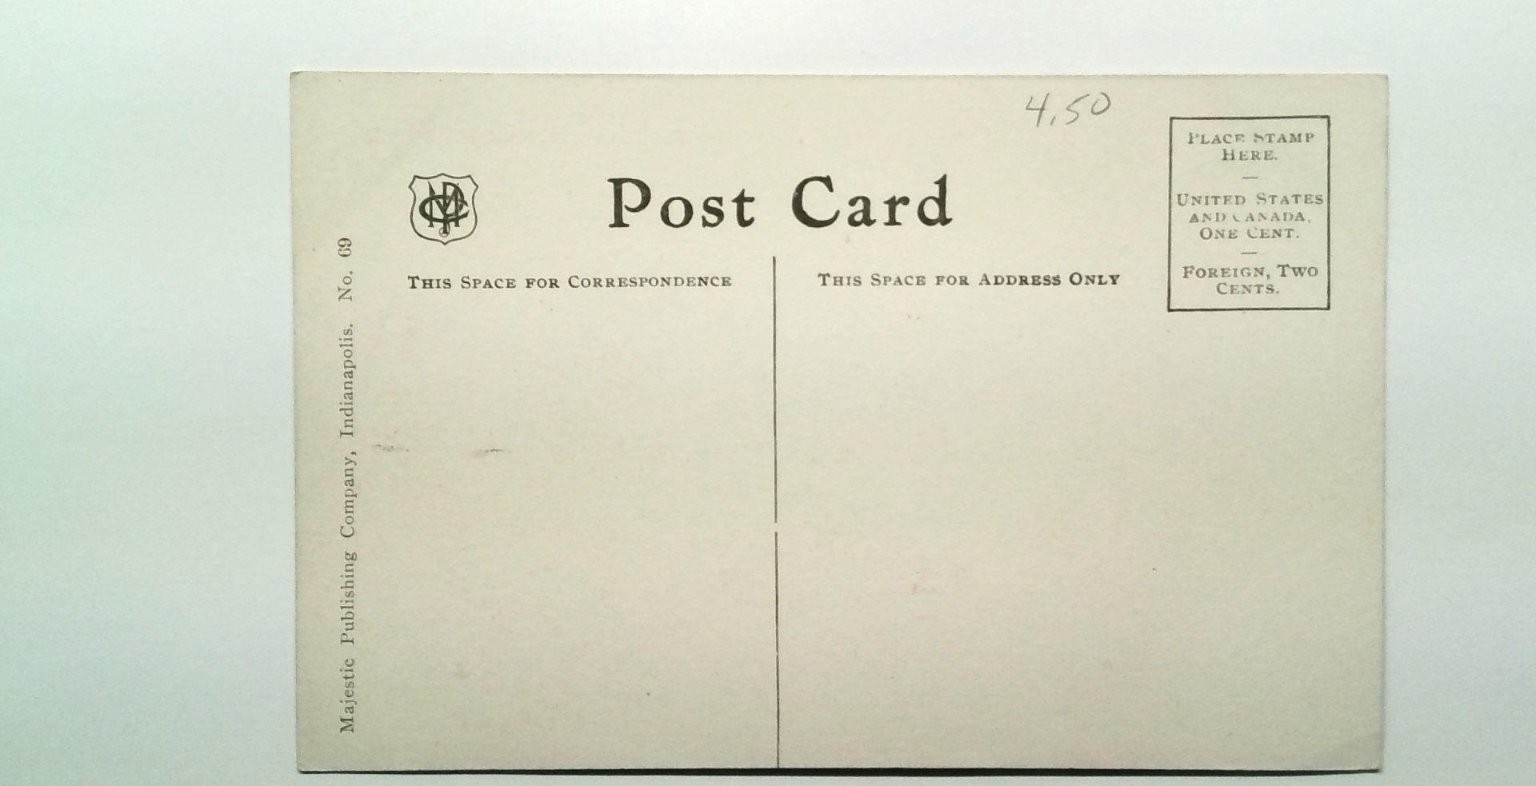 4.50
PLACE STAMP
HERE.
—
UNITED STATES
AND CANADA,
ONE CENT.
—
FOREIGN, TWO
CENTS.
Post Card
THIS SPACE FOR CORRESPONDENCE
THIS SPACE FOR ADDRESS ONLY
Majestic Publishing Company, Indianapolis. No. 69